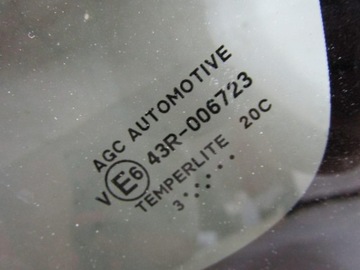 AGC AUTOMOTIVE
V E6 43R-006723
TEMPERLITE 20C
3